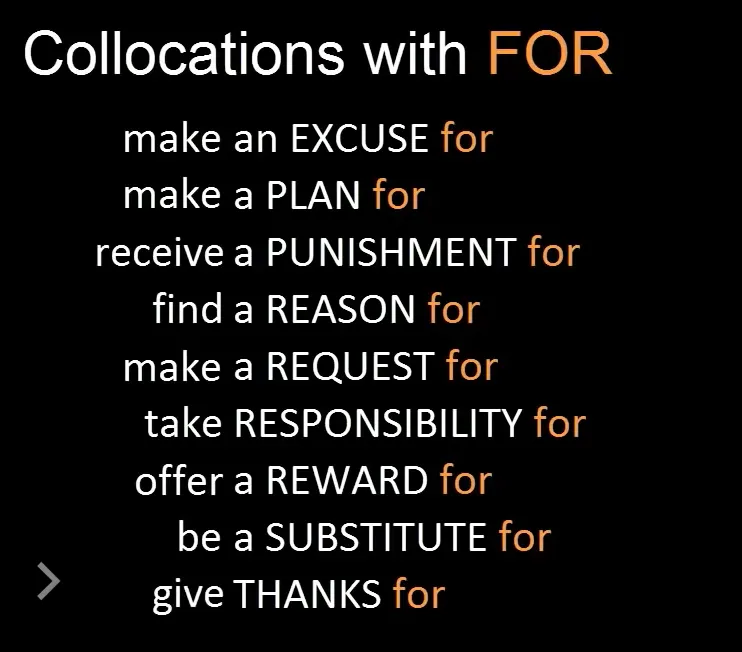 Collocations with FOR
make an EXCUSE for
make a PLAN for
receive a PUNISHMENT for
find a REASON for
make a REQUEST for
take RESPONSIBILITY for
offer a REWARD for
be a SUBSTITUTE for
give THANKS for